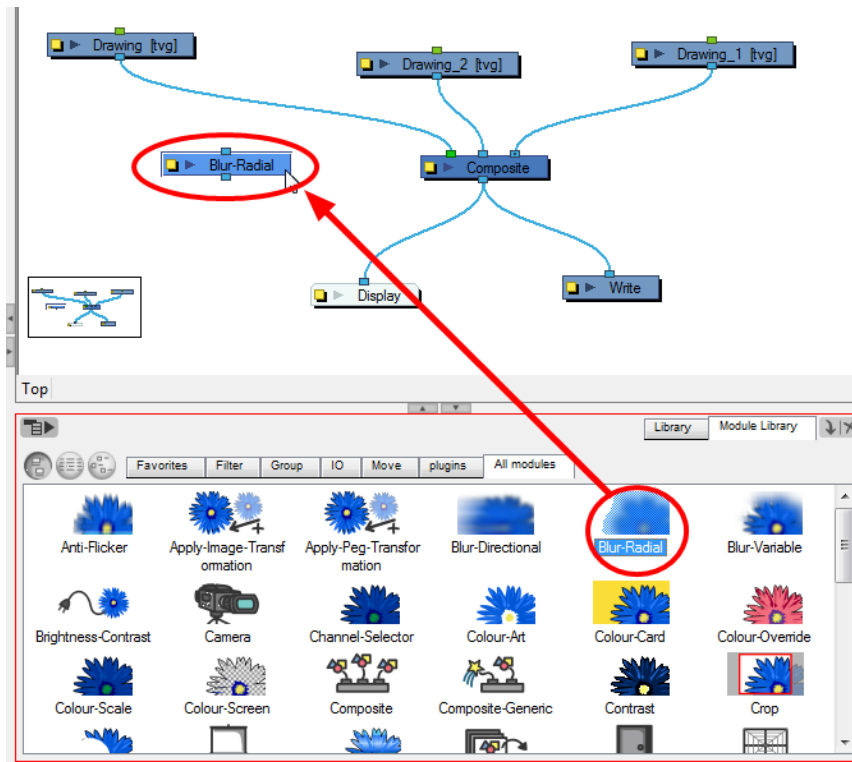 Drawing [tvg]
Drawing_2 [tvg]
Drawing_1 [tvg]
Blur-Radial
Composite
Display
Write
Top
Library
Module Library
Favorites
Filter
Group
IO
Move
plugins
All modules
Anti-Flicker
Apply-Image-Transf
ormation
Apply-Peg-Transfor
mation
Blur-Directional
Blur-Radial
Blur-Variable
Brightness-Contrast
Camera
Channel-Selector
Colour-Art
Colour-Card
Colour-Override
Colour-Scale
Colour-Screen
Composite
Composite-Generic
Contrast
Crop